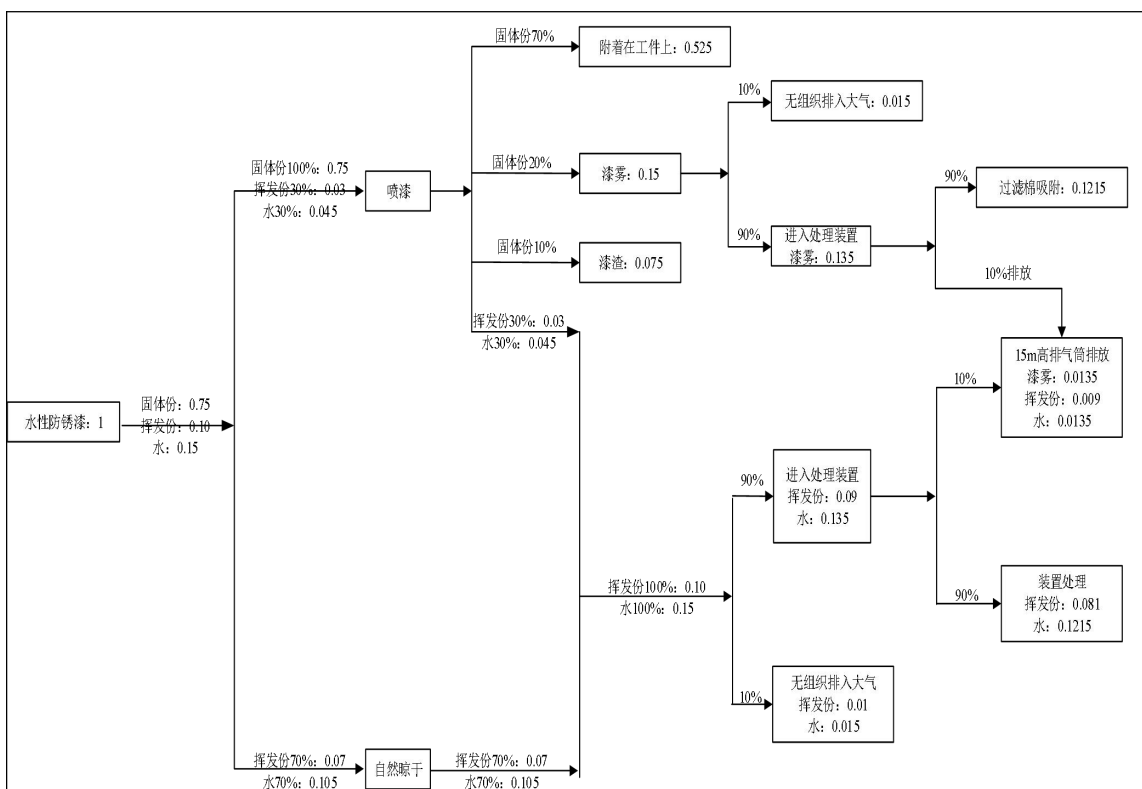 固体份70%
附着在工件上：0.525
10%
无组织排入大气：0.015
固体份100%：0.75
挥发份30%：0.03
水30%：0.045
喷漆
固体份20%
漆雾：0.15
90%
过滤棉吸附：0.1215
90%
进入处理装置
漆雾：0.135
固体份10%
漆渣：0.075
10%排放
挥发份30%：0.03
水30%：0.045
15m高排气筒排放
漆雾：0.0135
挥发份：0.009
水：0.0135
10%
水性防锈漆：1
固体份：0.75
挥发份：0.10
水：0.15
90%
进入处理装置
挥发份：0.09
水：0.135
挥发份100%：0.10
水100%：0.15
90%
装置处理
挥发份：0.081
水：0.1215
10%
无组织排入大气
挥发份：0.01
水：0.015
挥发份70%：0.07
水70%：0.105
自然晾干
挥发份70%：0.07
水70%：0.105